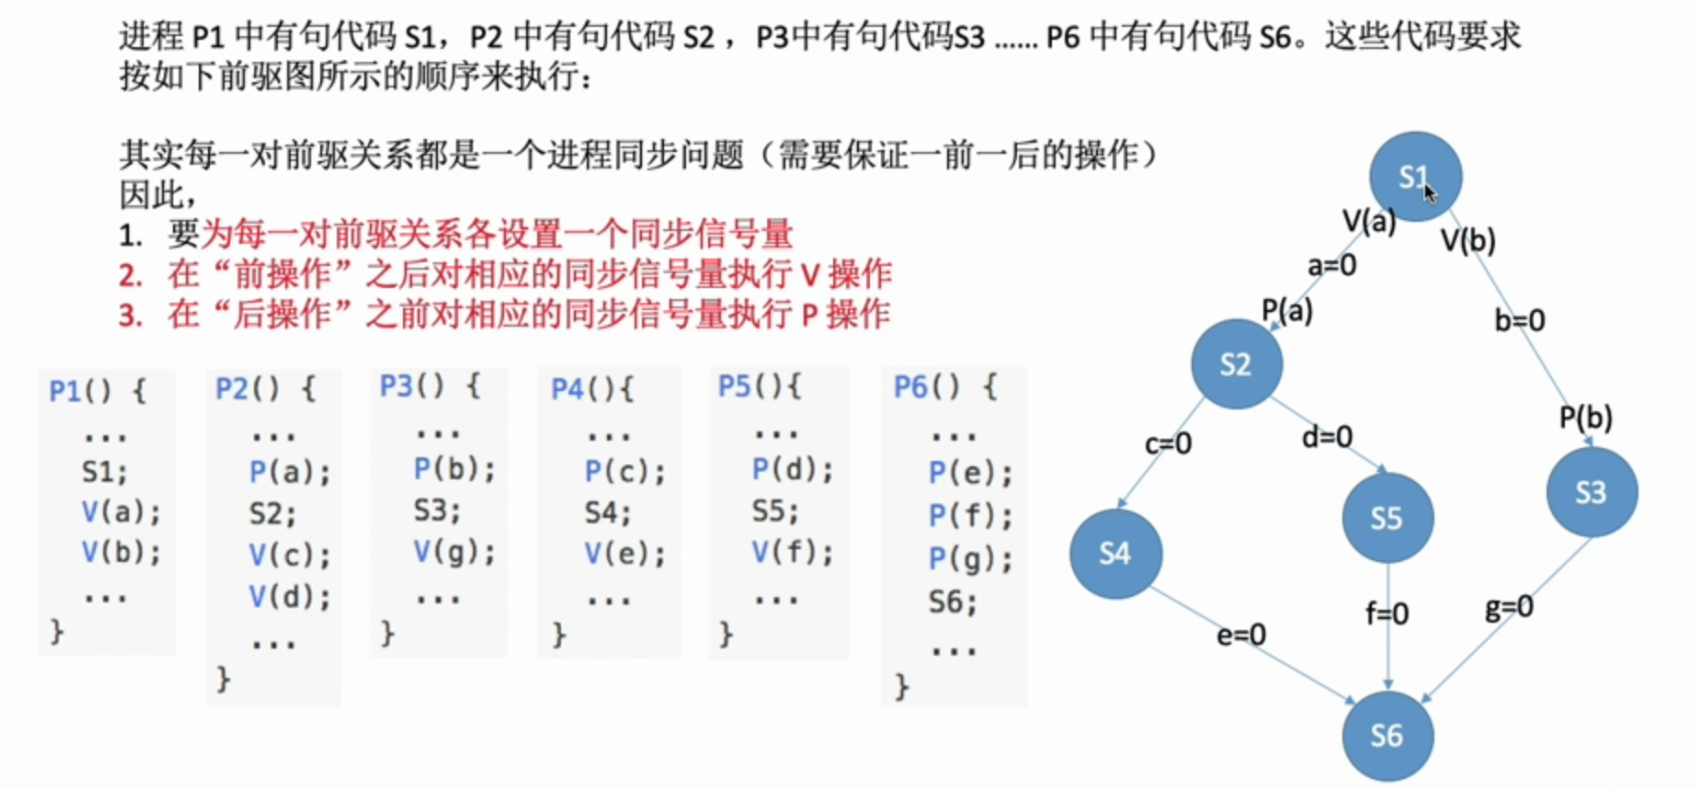 进程 P1 中有句代码 S1，P2 中有句代码 S2 ，P3中有句代码S3 …… P6 中有句代码 S6。这些代码要求
按如下前驱图所示的顺序来执行：
其实每一对前驱关系都是一个进程同步问题（需要保证一前一后的操作）
因此，
1. 要为每一对前驱关系各设置一个同步信号量
2. 在“前操作”之后对相应的同步信号量执行 V 操作
3. 在“后操作”之前对相应的同步信号量执行 P 操作
P1() {
...
S1;
V(a);
V(b);
...
}
P2() {
...
P(a);
S2;
V(c);
V(d);
...
}
P3() {
...
P(b);
S3;
V(g);
...
}
P4(){
...
P(c);
S4;
V(e);
...
}
P5(){
...
P(d);
S5;
V(f);
...
}
P6() {
...
P(e);
P(f);
P(g);
S6;
...
}
S1
V(a)
V(b)
a=0
P(a)
b=0
S2
P(b)
c=0
d=0
S3
S5
S4
f=0
g=0
e=0
S6